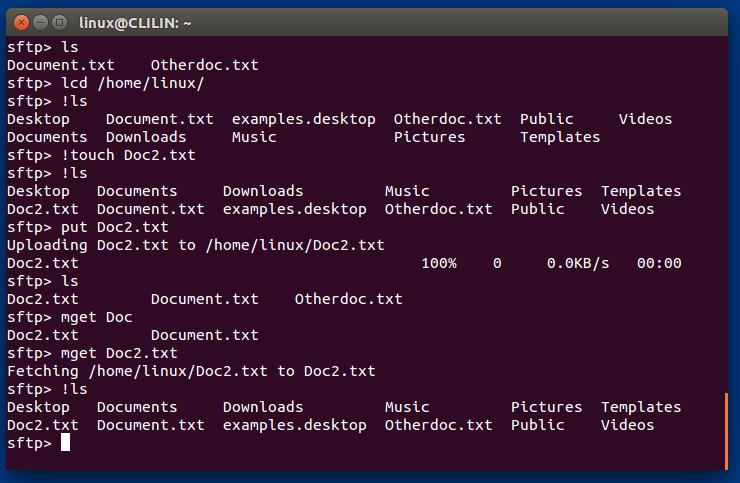 linux@CLILIN: ~
sftp> ls
Document.txt    Otherdoc.txt
sftp> lcd /home/linux/
sftp> !ls
Desktop    Document.txt  examples.desktop  Otherdoc.txt  Public     Videos
Documents  Downloads     Music             Pictures      Templates
sftp> !touch Doc2.txt
sftp> !ls
Desktop   Documents     Downloads         Music         Pictures  Templates
Doc2.txt  Document.txt  examples.desktop  Otherdoc.txt  Public    Videos
sftp> put Doc2.txt
Uploading Doc2.txt to /home/linux/Doc2.txt
Doc2.txt                                      100%    0     0.0KB/s   00:00
sftp> ls
Doc2.txt        Document.txt    Otherdoc.txt
sftp> mget Doc
Doc2.txt        Document.txt
sftp> mget Doc2.txt
Fetching /home/linux/Doc2.txt to Doc2.txt
sftp> !ls
Desktop   Documents     Downloads         Music         Pictures  Templates
Doc2.txt  Document.txt  examples.desktop  Otherdoc.txt  Public    Videos
sftp>